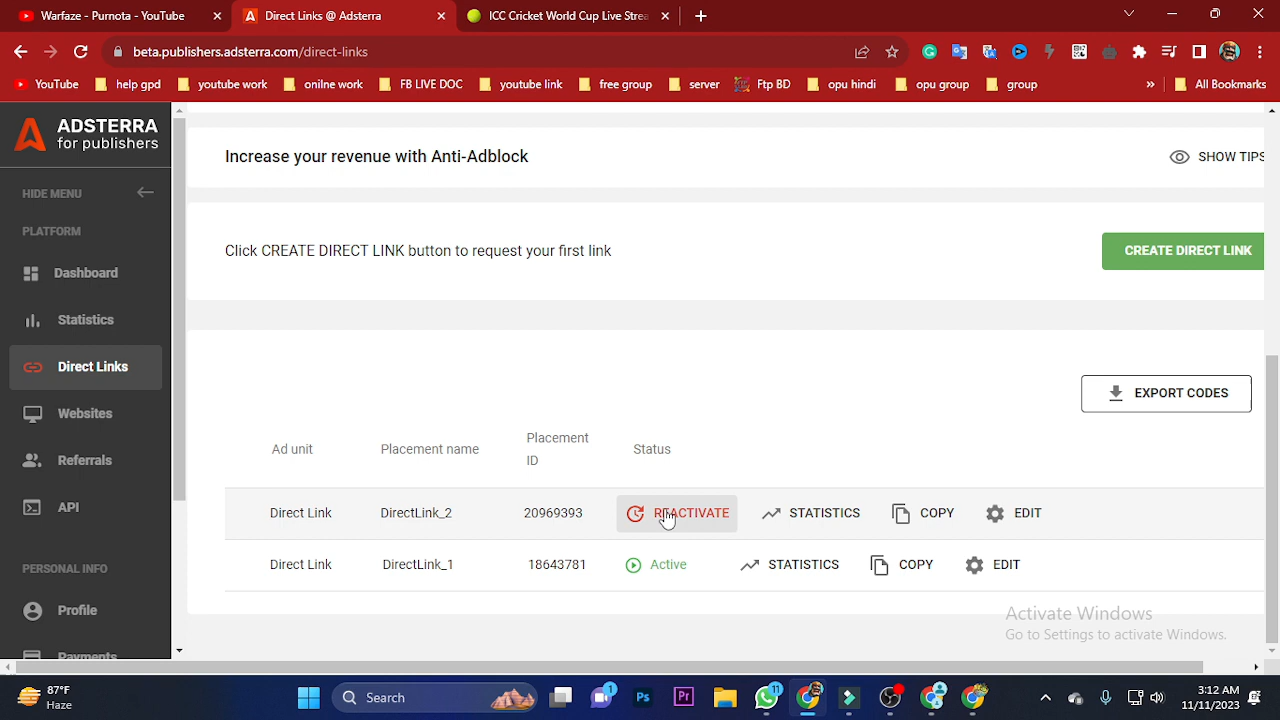 Warfaze - Purnota - YouTube
Direct Links @ Adsterra
ICC Cricket World Cup Live Strea
beta.publishers.adsterra.com/direct-links
YouTube
help gpd
youtube work
onilne work
FB LIVE DOC
youtube link
free group
server
Ftp BD
opu hindi
opu group
group
»
All Bookmarks
ADSTERRA
for publishers
HIDE MENU
PLATFORM
Dashboard
Statistics
Direct Links
Websites
Referrals
API
PERSONAL INFO
Profile
Payments
Increase your revenue with Anti-Adblock
SHOW TIPS
Click CREATE DIRECT LINK button to request your first link
CREATE DIRECT LINK
EXPORT CODES
Ad unit Placement name Placement ID Status
Direct Link DirectLink_2 20969393 REACTIVATE STATISTICS COPY EDIT
Direct Link DirectLink_1 18643781 Active STATISTICS COPY EDIT
Activate Windows
Go to Settings to activate Windows.
87°F
Haze
Search
1
Ps
Pr
11
3:12 AM
11/11/2023